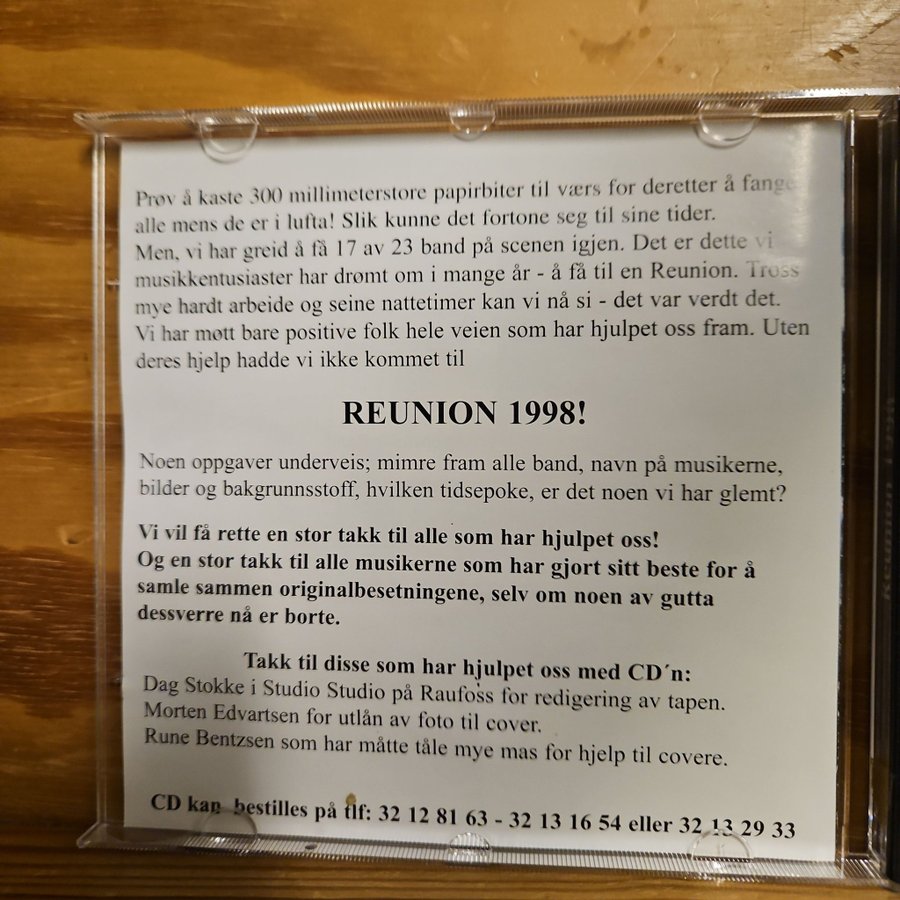 Prøv å kaste 300 millimeterstore papirbiter til værs for deretter å fange
alle mens de er i lufta! Slik kunne det fortone seg til sine tider.
Men, vi har greid å få 17 av 23 band på scenen igjen. Det er dette vi
musikkentusiaster har drømt om i mange år - å få til en Reunion. Tross
mye hardt arbeide og seine nattetimer kan vi nå si - det var verdt det.
Vi har møtt bare positive folk hele veien som har hjulpet oss fram. Uten
deres hjelp hadde vi ikke kommet til
REUNION 1998!
Noen oppgaver underveis; mimre fram alle band, navn på musikerne,
bilder og bakgrunnsstoff, hvilken tidsepoke, er det noen vi har glemt?
Vi vil få rette en stor takk til alle som har hjulpet oss!
Og en stor takk til alle musikerne som har gjort sitt beste for å
samle sammen originalbesetningene, selv om noen av gutta
dessverre nå er borte.
Takk til disse som har hjulpet oss med CD´n:
Dag Stokke i Studio Studio på Raufoss for redigering av tapen.
Morten Edvartsen for utlån av foto til cover.
Rune Bentzsen som har måtte tåle mye mas for hjelp til covere.
CD kan bestilles på tlf: 32 12 81 63 - 32 13 16 54 eller 32 13 29 33